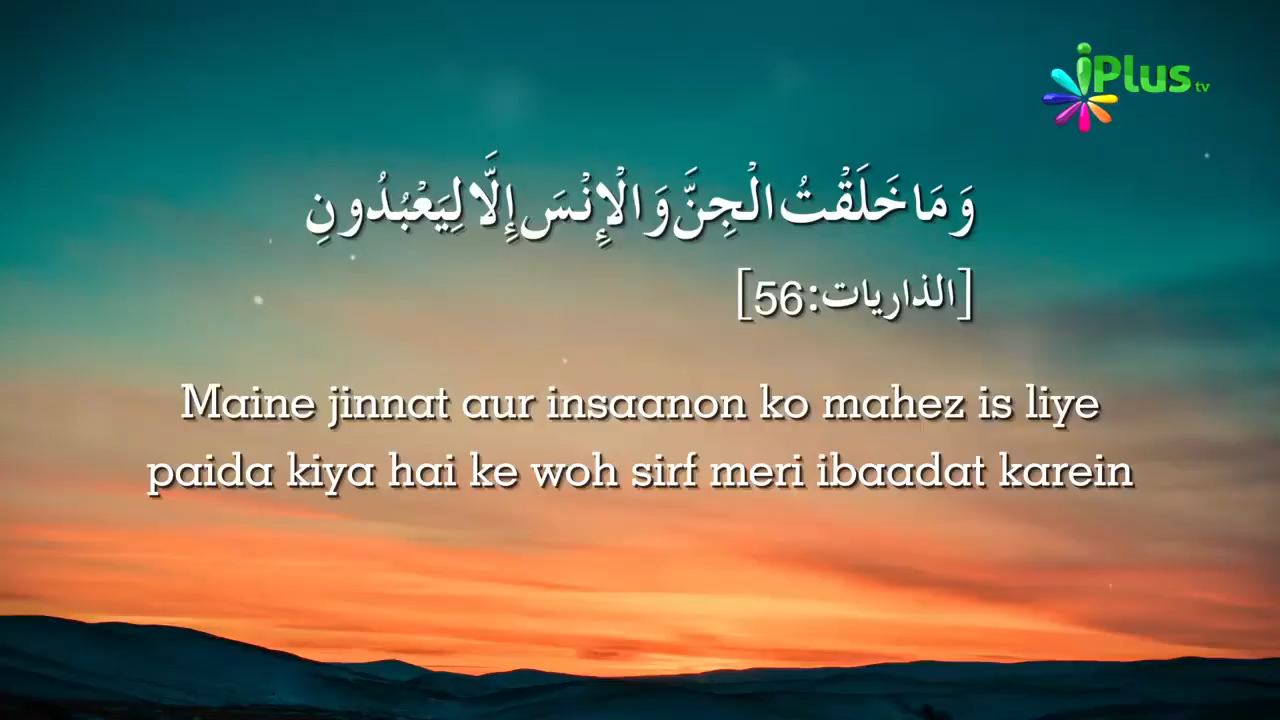 iPlus tv
وَمَا خَلَقْتُ الْجِنَّ وَالْإِنْسَ إِلَّا لِيَعْبُدُونِ
[الذاريات:56]
Maine jinnat aur insaanon ko mahez is liye
paida kiya hai ke woh sirf meri ibaadat karein